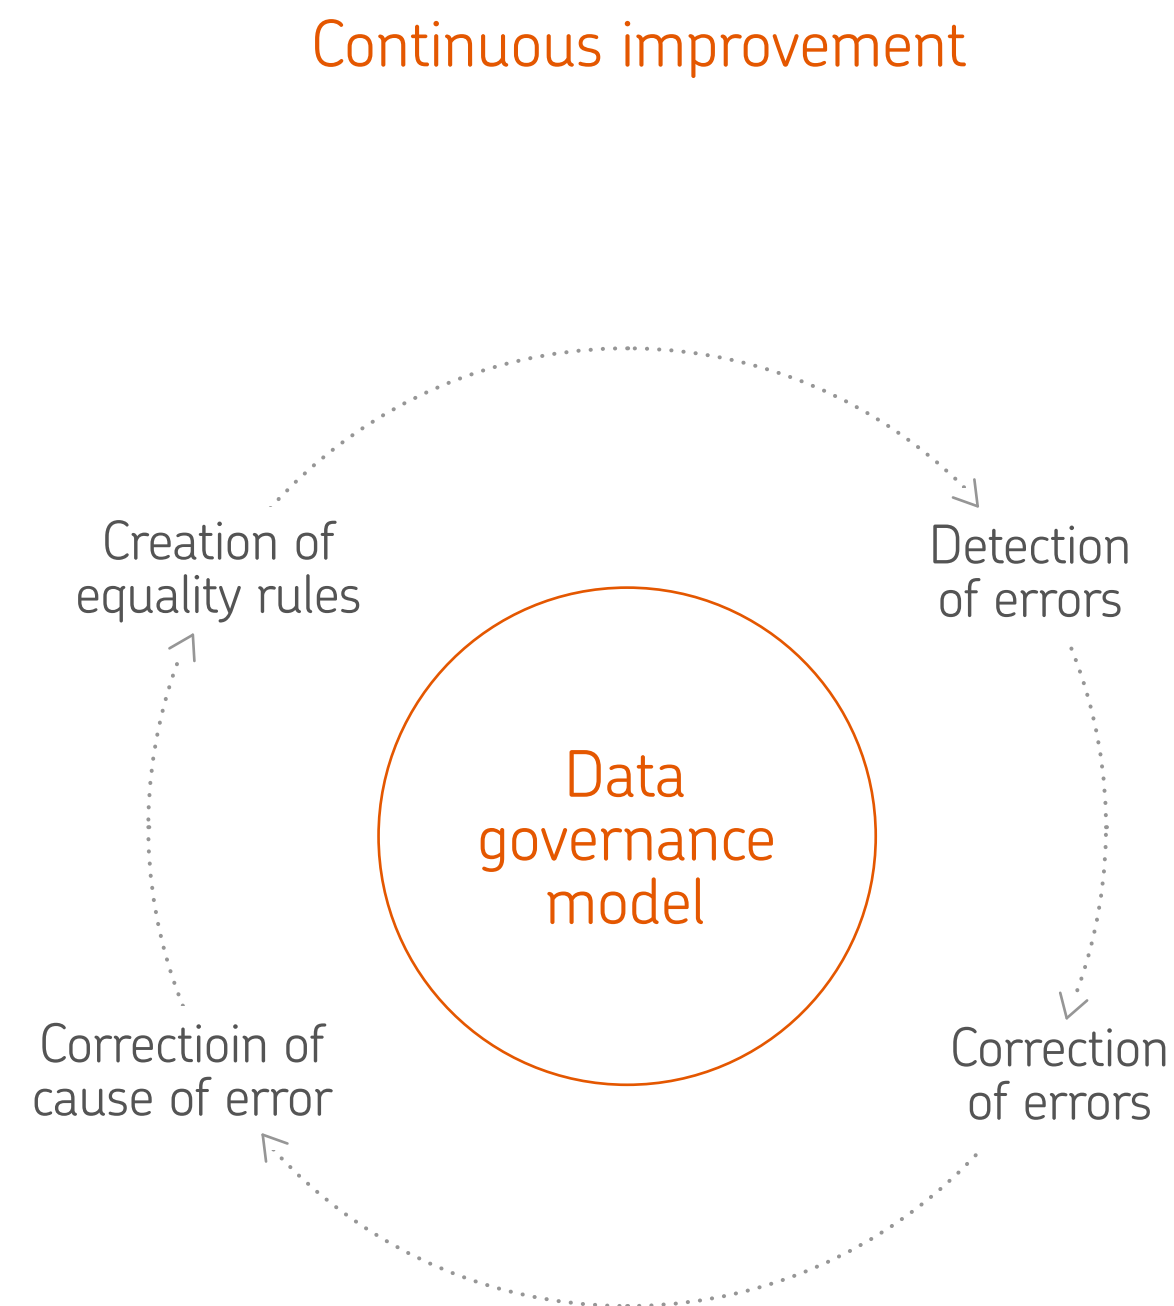 Continuous improvement
Creation of
equality rules
Detection
of errors
Data
governance
model
Correctioin of
cause of error
Correction
of errors